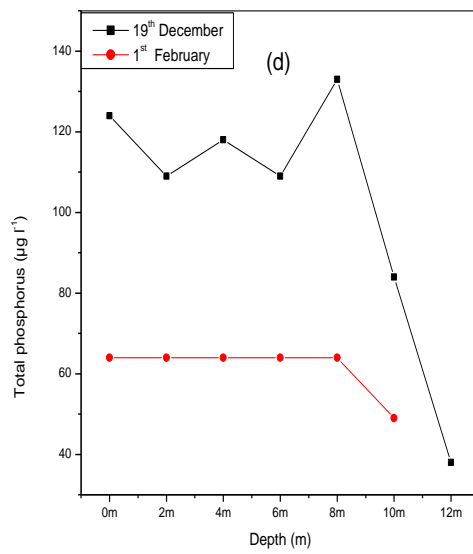 19th December
1st February
(d)
140
120
100
80
60
40
Total phosphorus (µg l-1)
0m 2m 4m 6m 8m 10m 12m
Depth (m)